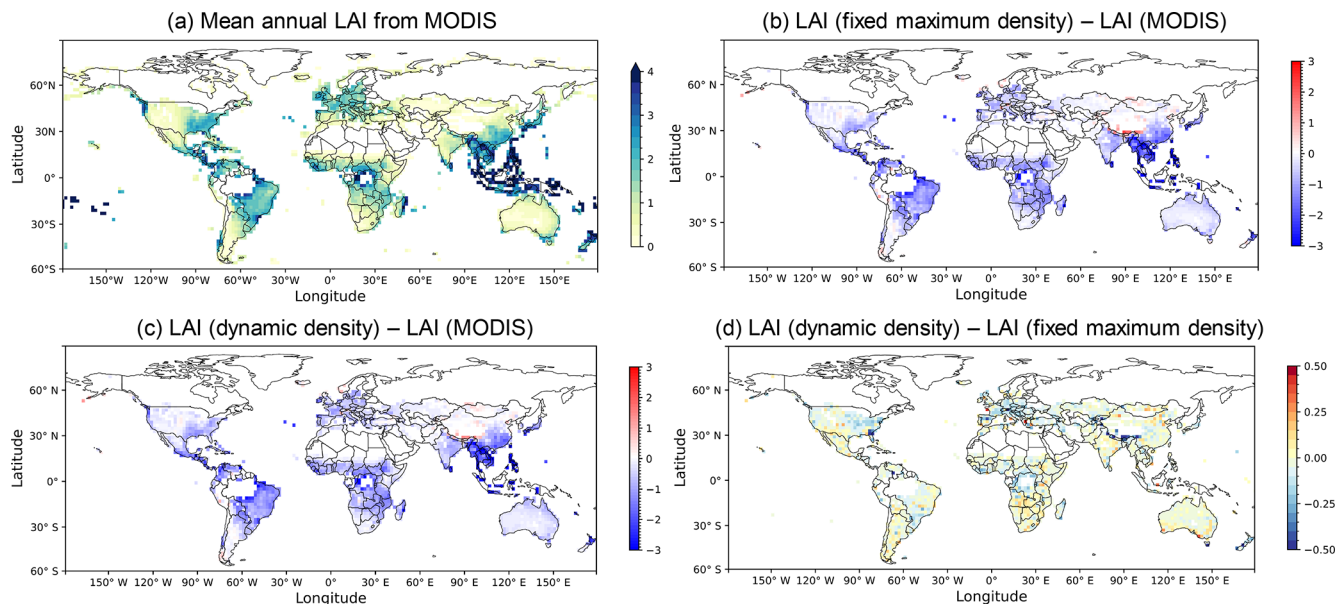 (a) Mean annual LAI from MODIS
(b) LAI (fixed maximum density) – LAI (MODIS)
60°N
30N
0°
30°S
60° S
Latitude
150°W 120°W 90°W 60°W 30°W 0° 30°E 60°E 90°E 120°E 150°E
Longitude
4
3
2
1
0
60° N
30° N
0°
30° S
60° S
Latitude
150° W 120° W 90° W 60° W 30° W 0° 30° E 60° E 90° E 120° E 150° E
Longitude
3
2
1
0
−1
−2
−3
(c) LAI (dynamic density) – LAI (MODIS)
(d) LAI (dynamic density) – LAI (fixed maximum density)
60° N
30° N
0°
30° S
60° S
Latitude
150° W 120° W 90° W 60° W 30° W 0° 30° E 60° E 90° E 120° E 150° E
Longitude
3
2
1
0
−1
−2
−3
60° N
30° N
0°
30° S
60° S
Latitude
150° W 120° W 90° W 60° W 30° W 0° 30° E 60° E 90° E 120° E 150° E
Longitude
0.50
0.25
0.00
−0.25
−0.50